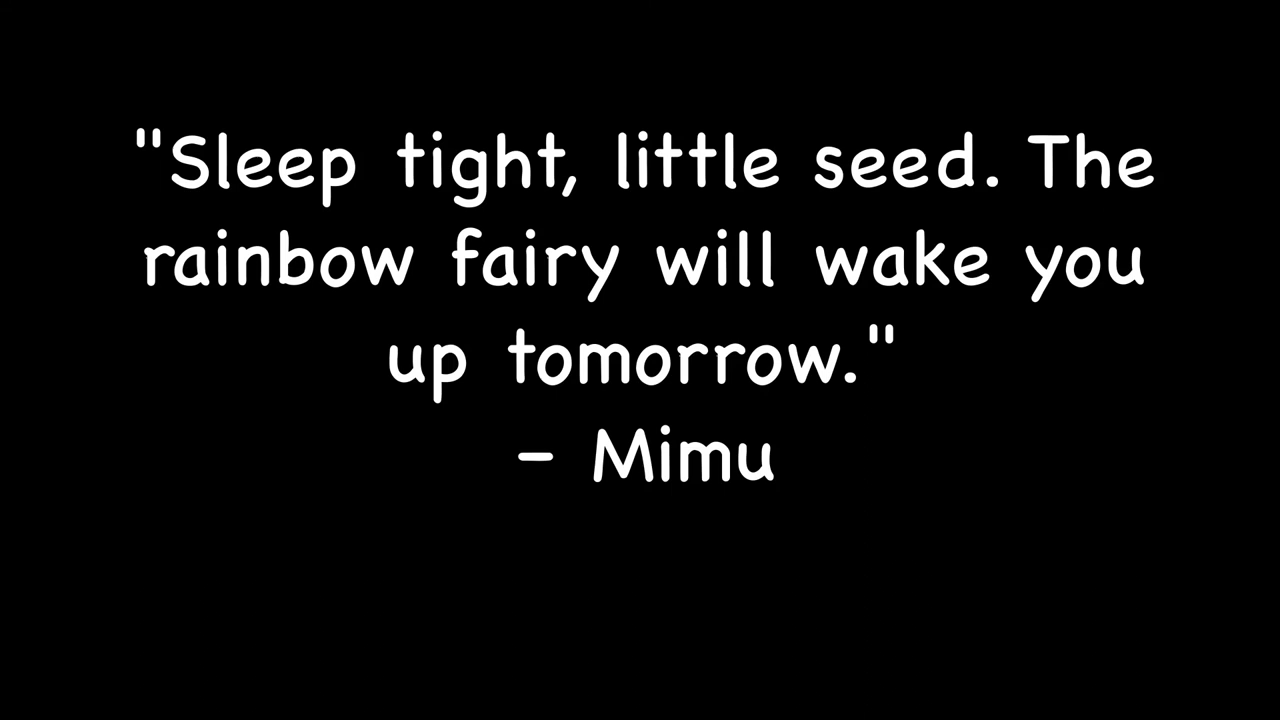 "Sleep tight, little seed. The
rainbow fairy will wake you
up tomorrow."
- Mimu